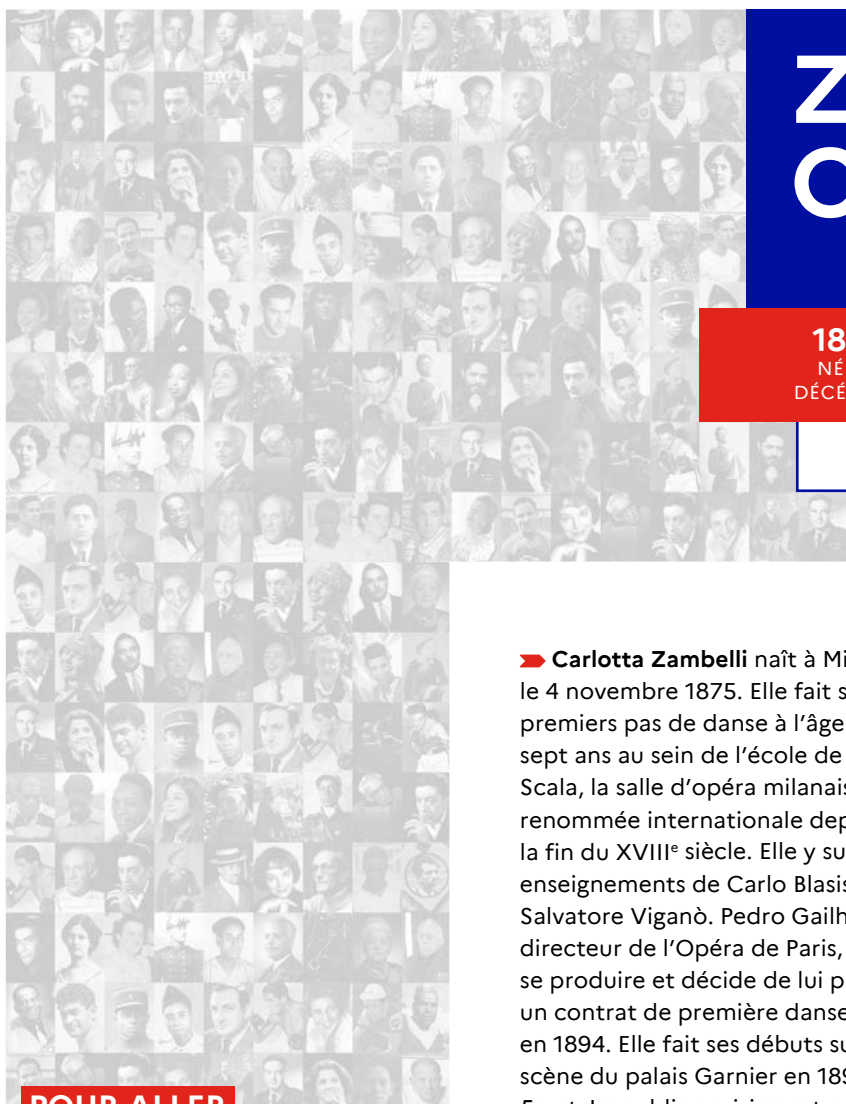 Z
C
18
NÉ
DÉCÉ
Carlotta Zambelli naît à Mi
le 4 novembre 1875. Elle fait s
premiers pas de danse à l'âge
sept ans au sein de l'école de
Scala, la salle d'opéra milanais
renommée internationale dep
la fin du XVIIIe siècle. Elle y su
enseignements de Carlo Blasis
Salvatore Viganò. Pedro Gailh
directeur de l'Opéra de Paris,
se produire et décide de lui p
un contrat de première danse
en 1894. Elle fait ses débuts su
scène du palais Garnier en 189
POUR ALLER